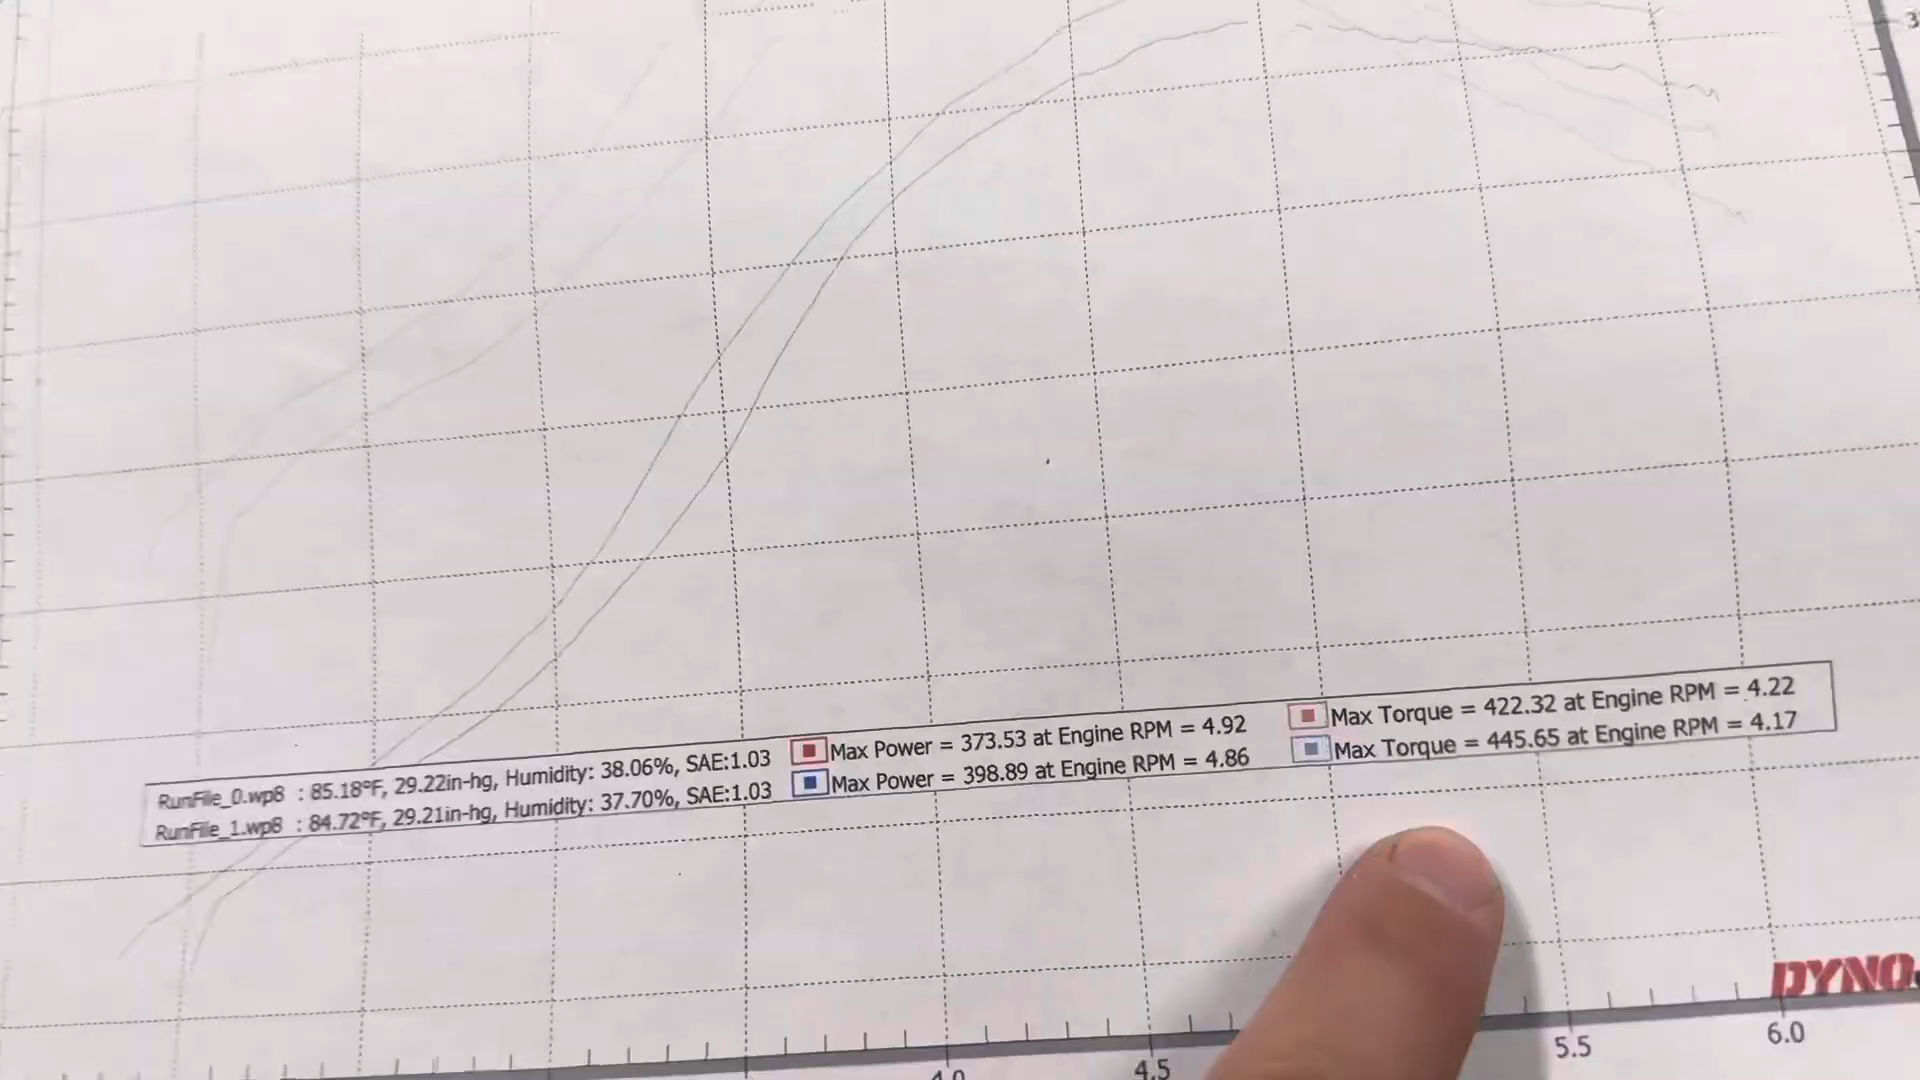 3
RunFile_0.wp8 : 85.18°F, 29.22in-hg, Humidity: 38.06%, SAE:1.03 Max Power = 373.53 at Engine RPM = 4.92 Max Torque = 422.32 at Engine RPM = 4.22
RunFile_1.wp8 : 84.72°F, 29.21in-hg, Humidity: 37.70%, SAE:1.03 Max Power = 398.89 at Engine RPM = 4.86 Max Torque = 445.65 at Engine RPM = 4.17
DYNO
4.0 4.5 5.5 6.0